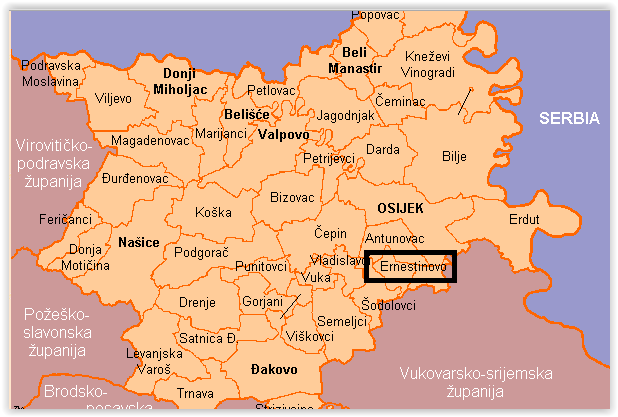 Popovac
Beli
Manastir
Kneževi
Vinogradi
Podravska
Moslavina
Donji
Miholjac
Viljevo
Petlovac
Čeminac
Belišće
Jagodnjak
SERBIA
Magadenovac
Marijanci
Valpovo
Virovitičko-
podravska
županija
Petrijevci
Darda
Bilje
Đurđenovac
Bizovac
Koška
OSIJEK
Feričanci
Erdut
Čepin
Antunovac
Našice
Donja
Motičina
Podgorač
Punitovci
Vladislavci
Ernestinovo
Vuka
Drenje
Gorjani
Šodolovci
Požeško-
slavonska
županija
Semeljci
Satnica Đ.
Viškovci
Levanjska
Varoš
Đakovo
Vukovarsko-srijemska
županija
Trnava
Brodsko-
posavska
Strizivojna